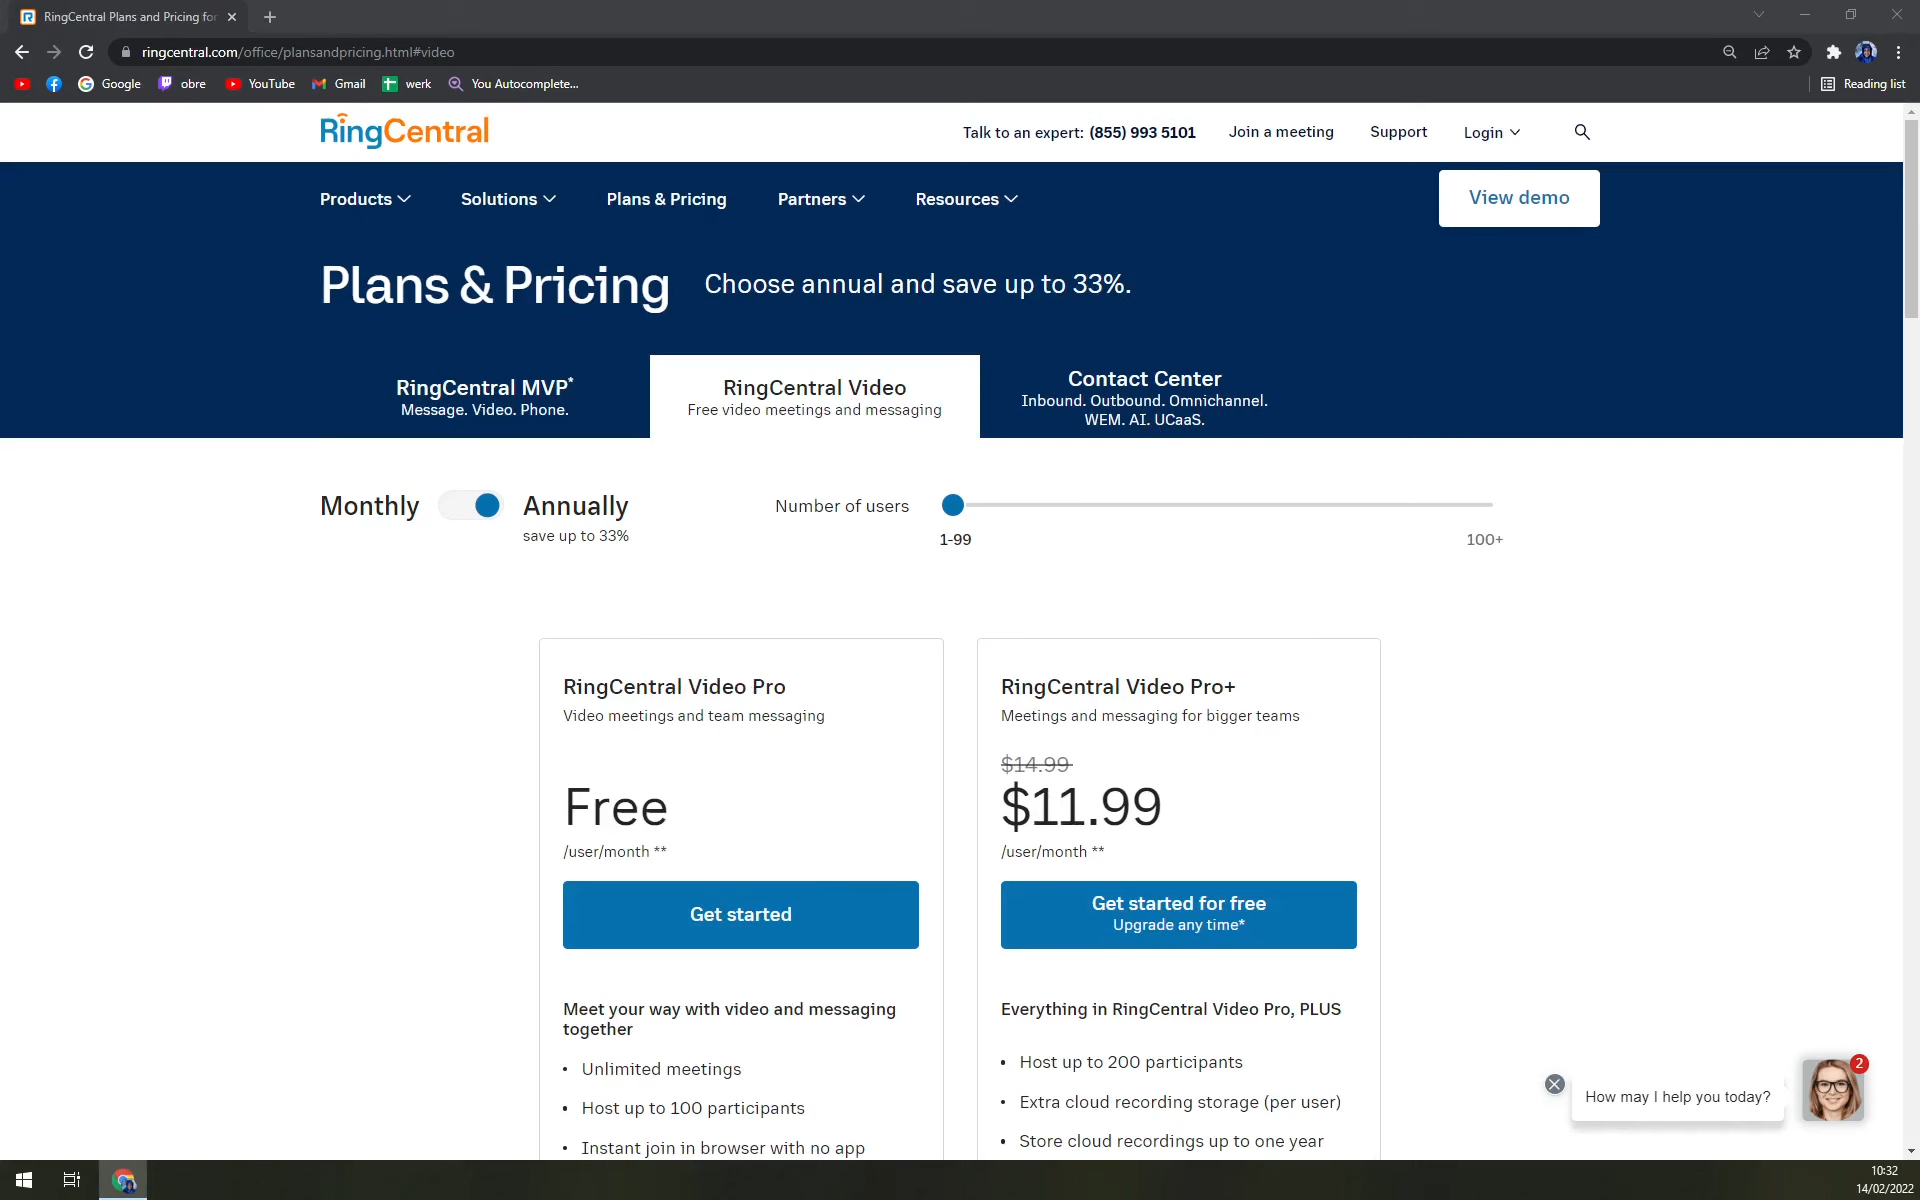 RingCentral Plans and Pricing for
ringcentral.com/office/plansandpricing.html#video
Google
obre
YouTube
Gmail
werk
You Autocomplete...
Reading list
RingCentral
Talk to an expert: (855) 993 5101
Join a meeting
Support
Login
Products
Solutions
Plans & Pricing
Partners
Resources
View demo
Plans & Pricing
Choose annual and save up to 33%.
RingCentral MVP*
Message. Video. Phone.
RingCentral Video
Free video meetings and messaging
Contact Center
Inbound. Outbound. Omnichannel.
WEM. AI. UCaaS.
Monthly
Annually
save up to 33%
Number of users
1-99
100+
RingCentral Video Pro
Video meetings and team messaging
Free
/user/month **
Get started
Meet your way with video and messaging
together
• Unlimited meetings
• Host up to 100 participants
• Instant join in browser with no app
RingCentral Video Pro+
Meetings and messaging for bigger teams
$14.99
$11.99
/user/month **
Get started for free
Upgrade any time*
Everything in RingCentral Video Pro, PLUS
• Host up to 200 participants
• Extra cloud recording storage (per user)
• Store cloud recordings up to one year
How may I help you today?
2
10:32
14/02/2022